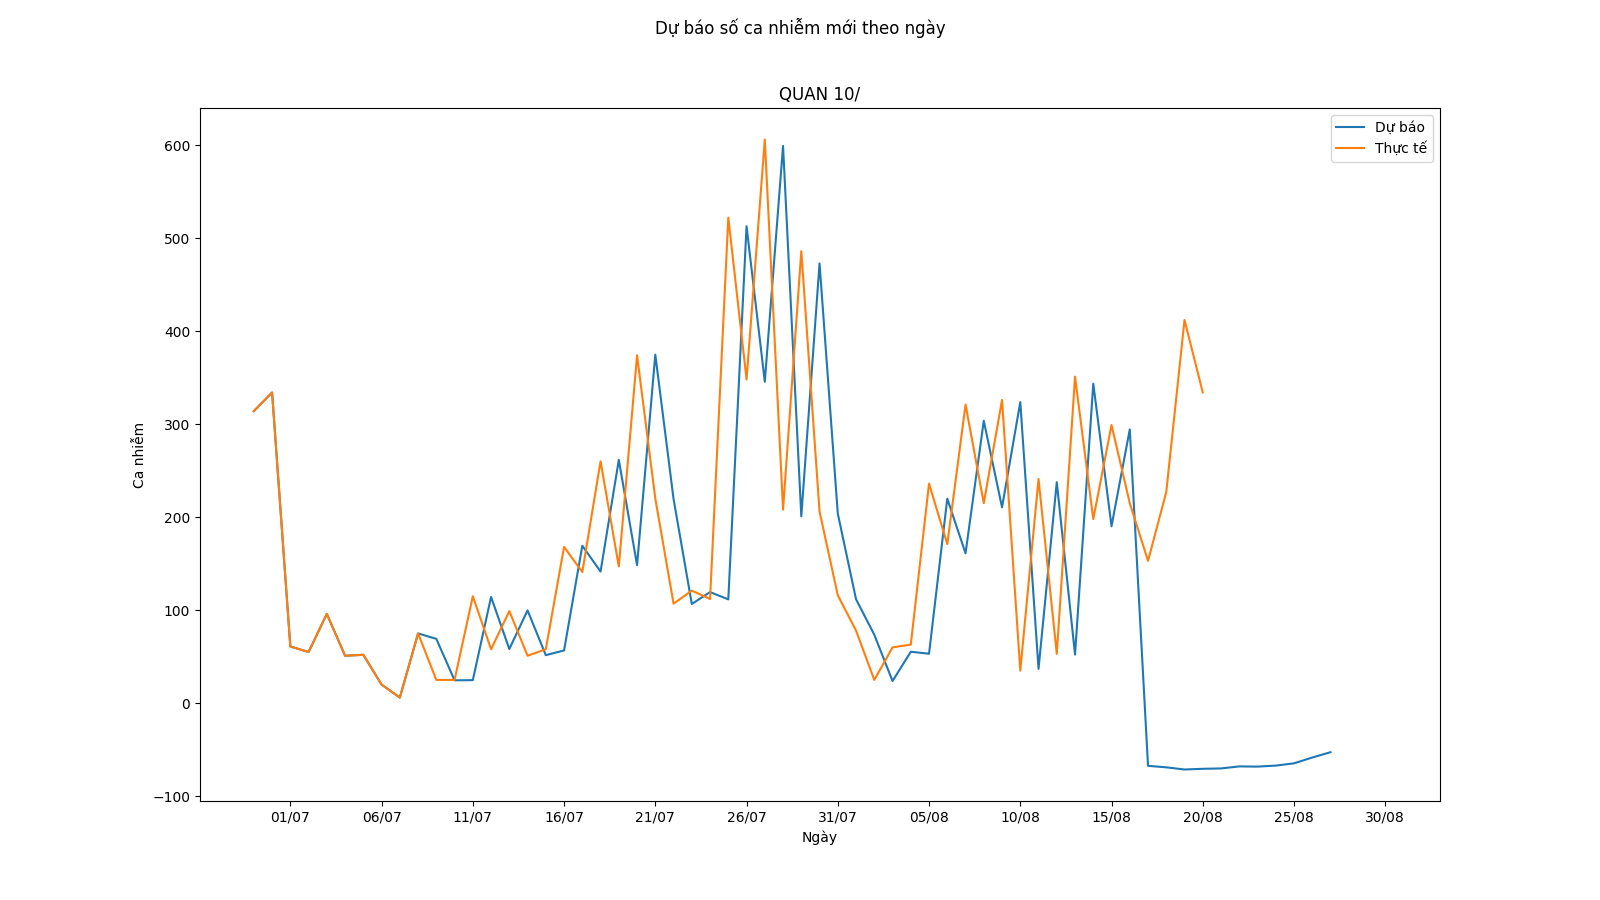 Dự báo số ca nhiễm mới theo ngày
QUAN 10/
Dự báo
Thực tế
600
500
400
300
200
100
0
−100
Ca nhiễm
01/07 06/07 11/07 16/07 21/07 26/07 31/07 05/08 10/08 15/08 20/08 25/08 30/08
Ngày